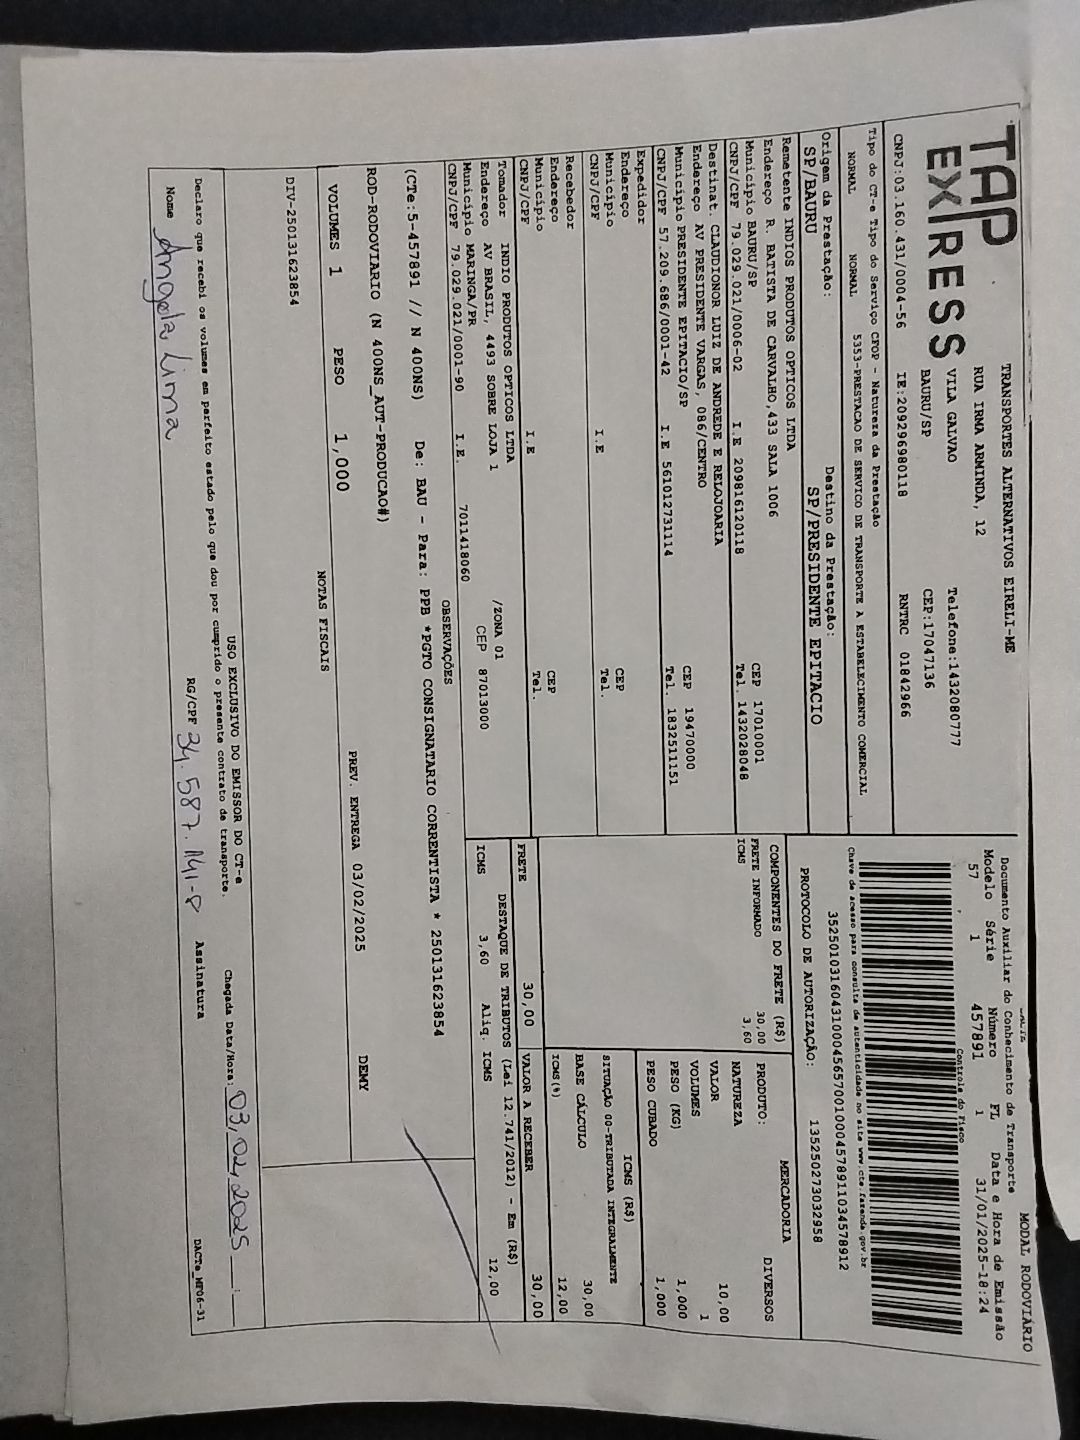 TAP
EXPRESS
TRANSPORTES ALTERNATIVOS EIRELI-ME
RUA IRMA ARMINDA, 12
VILA GALVAO Telefone:1432080777
BAURU/SP CEP:17047136
CNPJ:03.160.431/0004-56 IE:209296980118 RNTRC 01842966
Tipo do CT-e Tipo do Serviço CFOP - Natureza da Prestação
NORMAL NORMAL 5353-PRESTACAO DE SERVICO DE TRANSPORTE A ESTABELECIMENTO COMERCIAL
Origem da Prestação: Destino da Prestação:
SP/BAURU SP/PRESIDENTE EPITACIO
MODAL RODOVIÁRIO
Documento Auxiliar do Conhecimento de Transporte
Modelo Série Número FL Data e Hora de Emissão
57 1 457891 1 31/01/2025-18:24
Controle do Fisco
Chave de acesso para consulta de autenticidade no site www.cte.fazenda.gov.br
35250103160431000456570010004578911034578912
PROTOCOLO DE AUTORIZAÇÃO: 135250273032958
Remetente INDIOS PRODUTOS OPTICOS LTDA
Endereço R. BATISTA DE CARVALHO,433 SALA 1006
Município BAURU/SP CEP 17010001
CNPJ/CPF 79.029.021/0006-02 I.E 209816120118 Tel. 1432028048
Destinat. CLAUDIONOR LUIZ DE ANDREDE E RELOJOARIA
Endereço AV PRESIDENTE VARGAS, 086/CENTRO
Município PRESIDENTE EPITACIO/SP CEP 19470000
CNPJ/CPF 57.209.686/0001-42 I.E 561012731114 Tel. 1832511151
Expedidor
Endereço
Município CEP
CNPJ/CPF I.E Tel.
Recebedor
Endereço
Município CEP
CNPJ/CPF I.E Tel.
Tomador INDIO PRODUTOS OPTICOS LTDA
Endereço AV BRASIL, 4493 SOBRE LOJA 1 /ZONA 01
Município MARINGA/PR CEP 87013000
CNPJ/CPF 79.029.021/0001-90 I.E. 7011418060
COMPONENTES DO FRETE (R$)
FRETE INFORMADO 30,00
ICMS 3,60
FRETE 30,00
MERCADORIA
PRODUTO: DIVERSOS
NATUREZA
VALOR 10,00
VOLUMES 1
PESO (KG) 1,000
PESO CUBADO 1,000
ICMS (R$)
SITUAÇÃO 00-TRIBUTADA INTEGRALMENTE
BASE CÁLCULO 30,00
ICMS(%) 12,00
VALOR A RECEBER 30,00
DESTAQUE DE TRIBUTOS (Lei 12.741/2012) - Em (R$)
ICMS 3,60 Aliq. ICMS 12,00
OBSERVAÇÕES
(CTe:5-457891 // N 400NS) De: BAU - Para: PPB *PGTO CONSIGNATARIO CORRENTISTA * 250131623854
ROD-RODOVIARIO (N 400NS_AUT-PRODUCAO#) DEMY
VOLUMES 1 PESO 1,000 PREV. ENTREGA 03/02/2025
NOTAS FISCAIS
DIV-250131623854
USO EXCLUSIVO DO EMISSOR DO CT-e
Declaro que recebi os volumes em perfeito estado pelo que dou por cumprido o presente contrato de transporte. Chegada Data/Hora: 03,02,2025 __:__
Nome Angela Lima RG/CPF 34.587.141-8 Assinatura
DACTe_MF06-31